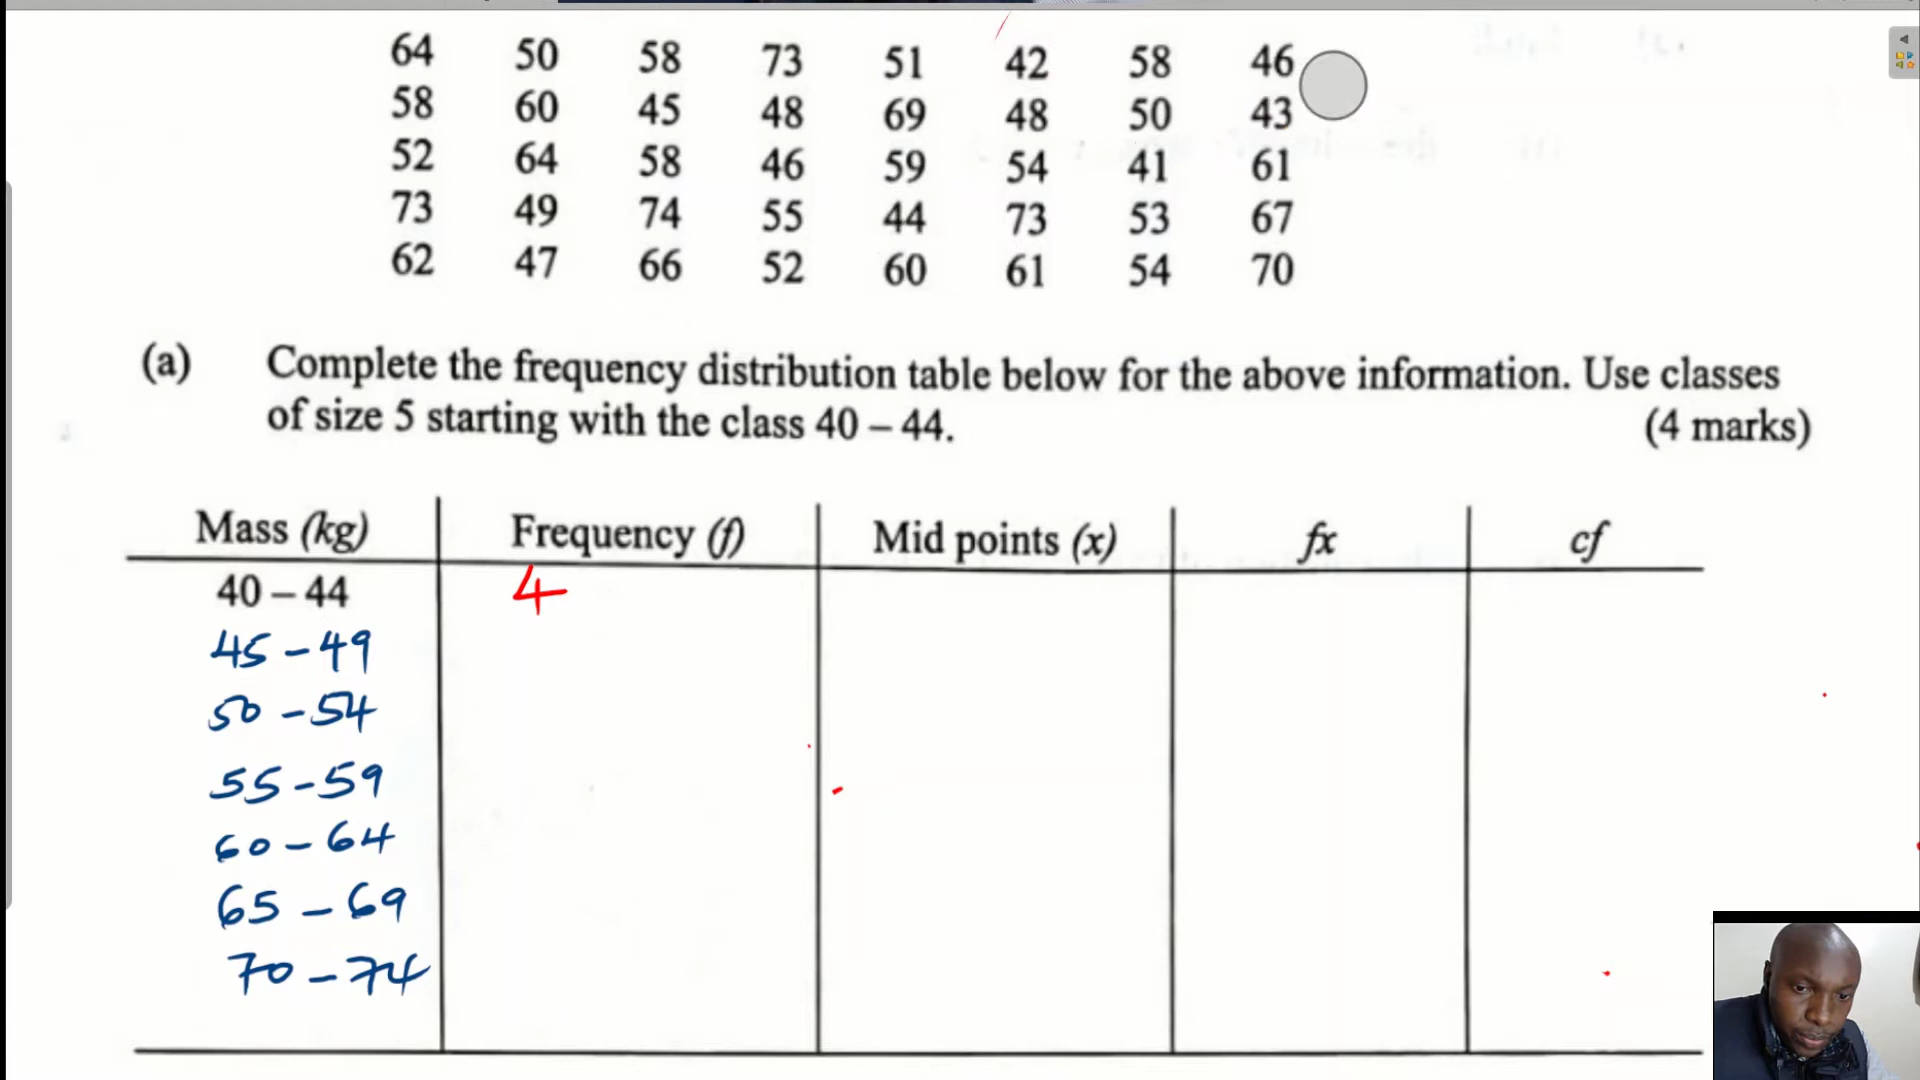 64 50 58 73 51 42 58 46
58 60 45 48 69 48 50 43
52 64 58 46 59 54 41 61
73 49 74 55 44 73 53 67
62 47 66 52 60 61 54 70
(a) Complete the frequency distribution table below for the above information. Use classes
of size 5 starting with the class 40 – 44. (4 marks)
Mass (kg) Frequency (f) Mid points (x) fx cf
40 – 44 4
45 – 49
50 – 54
55 – 59
60 – 64
65 – 69
70 – 74